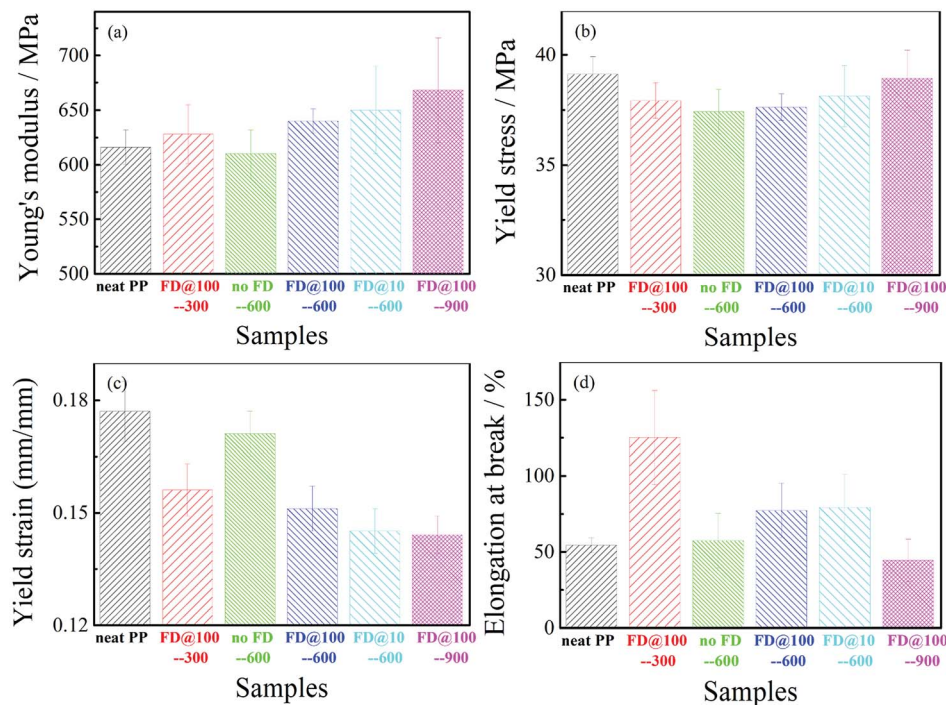 (a)
Young's modulus / MPa
700
650
600
550
500
neat PP FD@100 no FD FD@100 FD@10 FD@100
--300 --600 --600 --600 --900
Samples
(b)
Yield stress / MPa
40
35
30
neat PP FD@100 no FD FD@100 FD@10 FD@100
--300 --600 --600 --600 --900
Samples
(c)
Yield strain (mm/mm)
0.18
0.15
0.12
neat PP FD@100 no FD FD@100 FD@10 FD@100
--300 --600 --600 --600 --900
Samples
(d)
Elongation at break / %
150
100
50
0
neat PP FD@100 no FD FD@100 FD@10 FD@100
--300 --600 --600 --600 --900
Samples